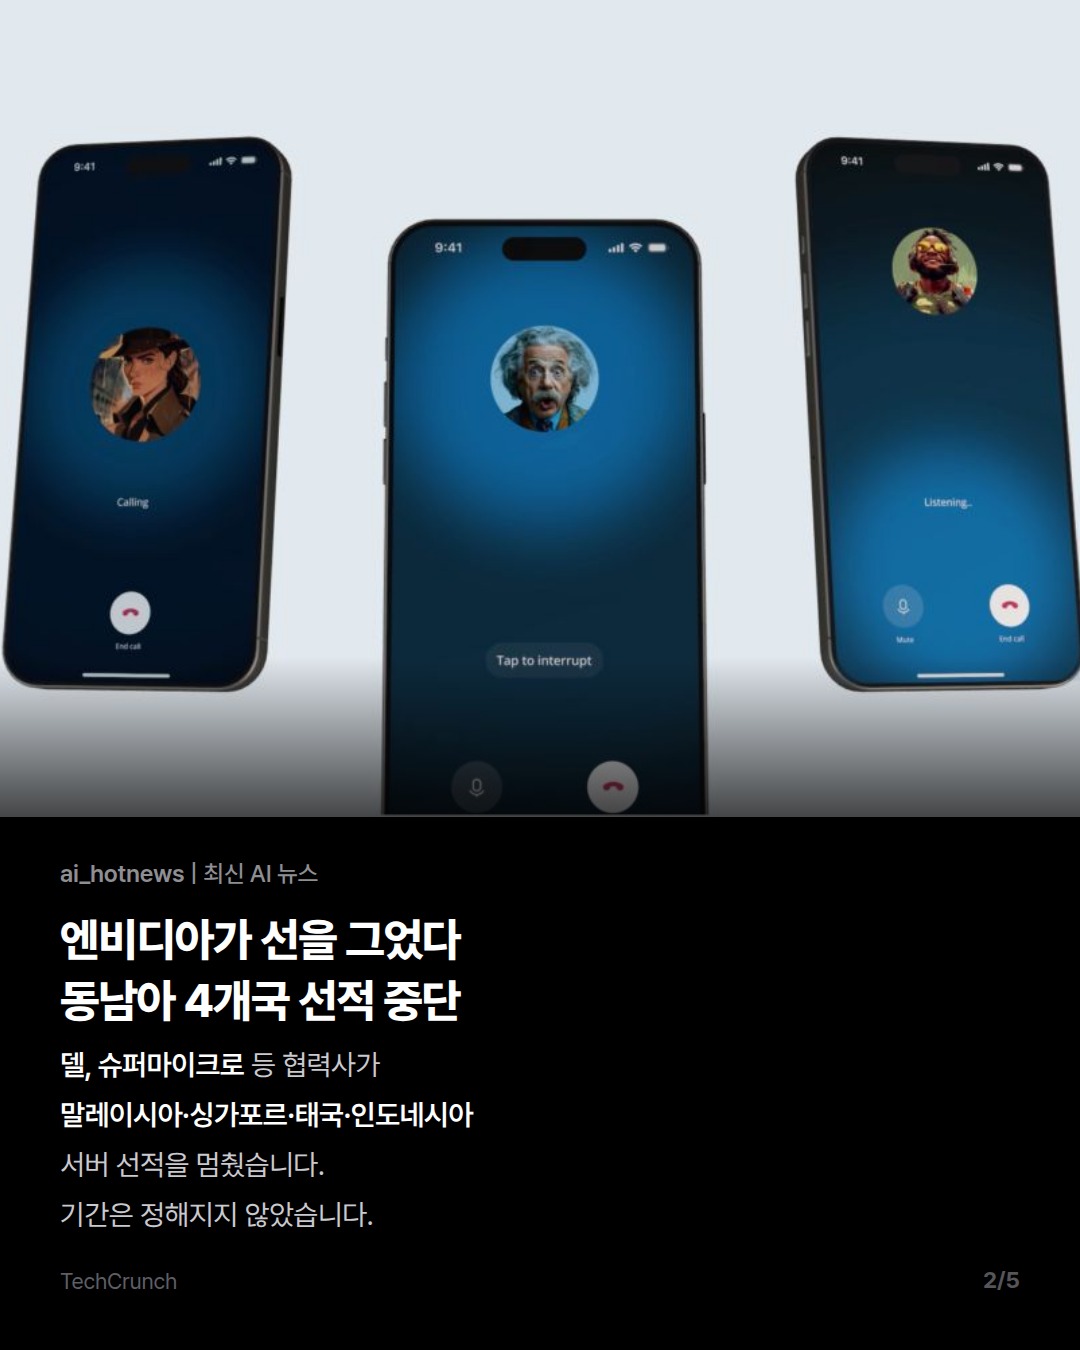 9:41
9:41
9:41
Calling
Listening..
End call
Mute
End call
Tap to interrupt
ai_hotnews | 최신 AI 뉴스
엔비디아가 선을 그었다
동남아 4개국 선적 중단
델, 슈퍼마이크로 등 협력사가
말레이시아·싱가포르·태국·인도네시아
서버 선적을 멈췄습니다.
기간은 정해지지 않았습니다.
TechCrunch
2/5